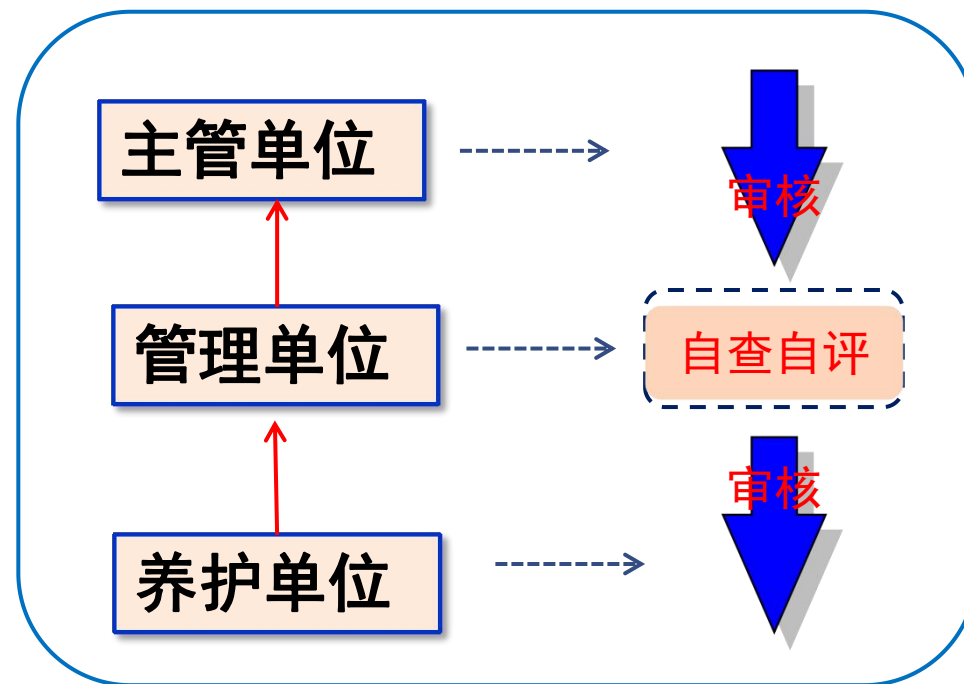 主管单位
审核
管理单位
自查自评
审核
养护单位